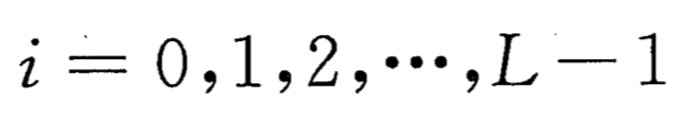 i = 0,1,2,⋯,L－1